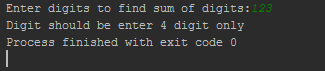 Enter digits to find sum of digits:123
Digit should be enter 4 digit only
Process finished with exit code 0